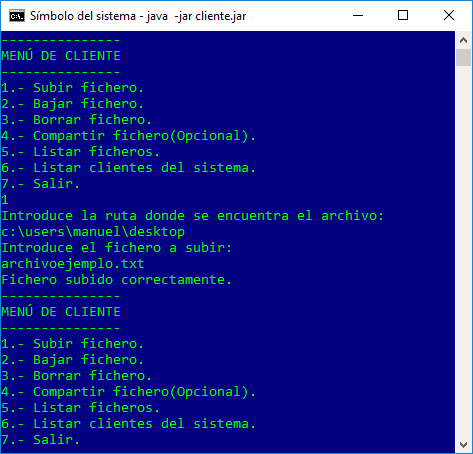 Símbolo del sistema - java -jar cliente.jar
---------------
MENÚ DE CLIENTE
---------------
1.- Subir fichero.
2.- Bajar fichero.
3.- Borrar fichero.
4.- Compartir fichero(Opcional).
5.- Listar ficheros.
6.- Listar clientes del sistema.
7.- Salir.
1
Introduce la ruta donde se encuentra el archivo:
c:\users\manuel\desktop
Introduce el fichero a subir:
archivoejemplo.txt
Fichero subido correctamente.
---------------
MENÚ DE CLIENTE
---------------
1.- Subir fichero.
2.- Bajar fichero.
3.- Borrar fichero.
4.- Compartir fichero(Opcional).
5.- Listar ficheros.
6.- Listar clientes del sistema.
7.- Salir.